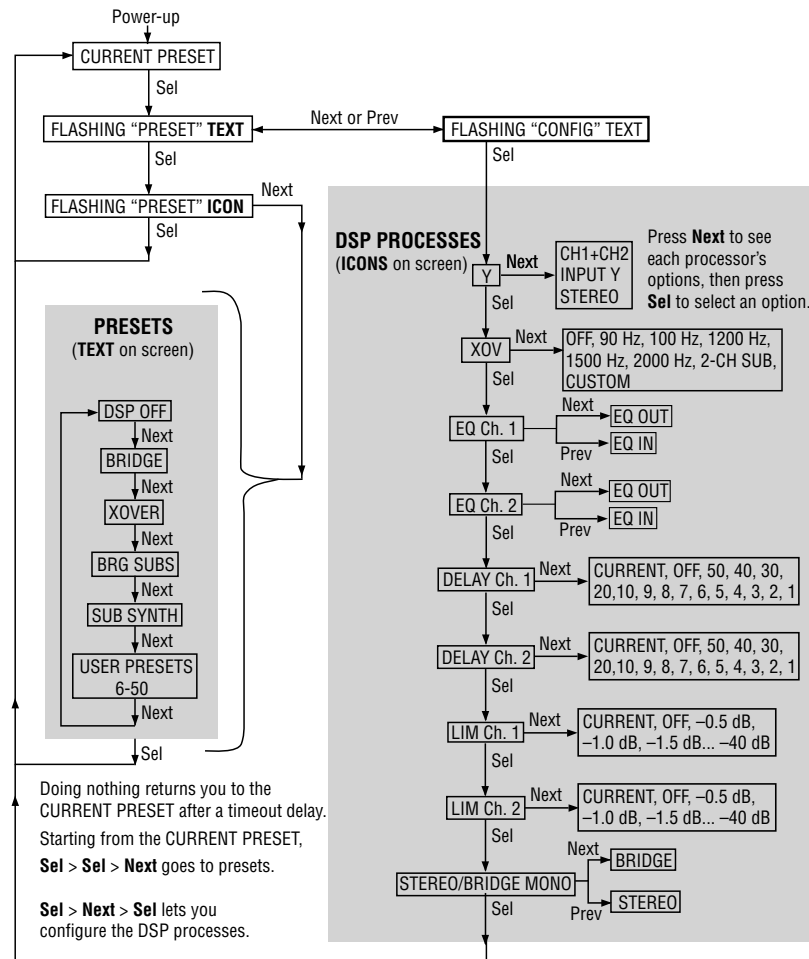 Power-up
CURRENT PRESET
Sel
FLASHING “PRESET” TEXT
Next or Prev
FLASHING “CONFIG” TEXT
Sel
Sel
FLASHING “PRESET” ICON
Next
Sel
PRESETS
(TEXT on screen)
DSP OFF
Next
BRIDGE
Next
XOVER
Next
BRG SUBS
Next
SUB SYNTH
Next
USER PRESETS
6-50
Next
Sel
Doing nothing returns you to the
CURRENT PRESET after a timeout delay.
Starting from the CURRENT PRESET,
Sel > Sel > Next goes to presets.
Sel > Next > Sel lets you
configure the DSP processes.
DSP PROCESSES
(ICONS on screen)
Press Next to see
each processor’s
options, then press
Sel to select an option.
Y
Next
CH1+CH2
INPUT Y
STEREO
Sel
XOV
Next
OFF, 90 Hz, 100 Hz, 1200 Hz,
1500 Hz, 2000 Hz, 2-CH SUB,
CUSTOM
Sel
EQ Ch. 1
Next
EQ OUT
Prev
EQ IN
Sel
EQ Ch. 2
Next
EQ OUT
Prev
EQ IN
Sel
DELAY Ch. 1
Next
CURRENT, OFF, 50, 40, 30,
20,10, 9, 8, 7, 6, 5, 4, 3, 2, 1
Sel
DELAY Ch. 2
Next
CURRENT, OFF, 50, 40, 30,
20,10, 9, 8, 7, 6, 5, 4, 3, 2, 1
Sel
LIM Ch. 1
Next
CURRENT, OFF, –0.5 dB,
–1.0 dB, –1.5 dB... –40 dB
Sel
LIM Ch. 2
Next
CURRENT, OFF, –0.5 dB,
–1.0 dB, –1.5 dB... –40 dB
Sel
STEREO/BRIDGE MONO
Next
BRIDGE
Prev
STEREO
Sel